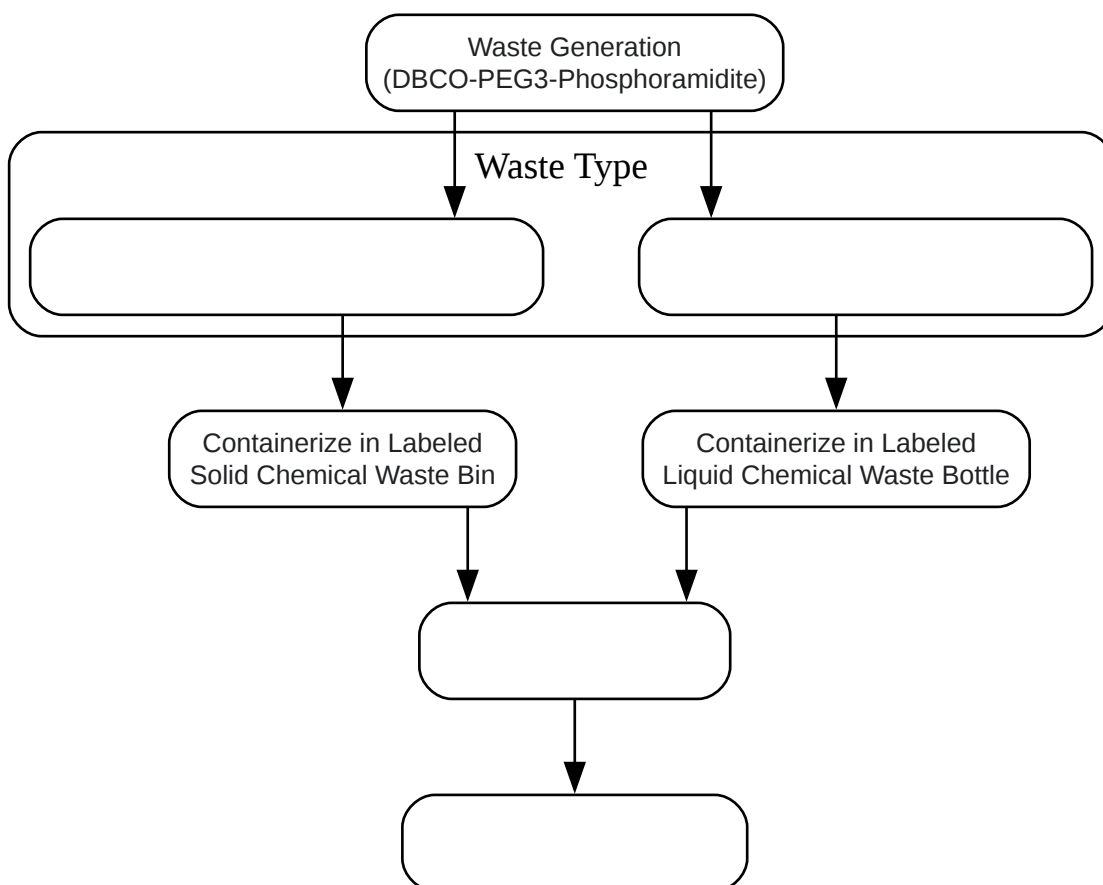 Waste Generation
(DBCO-PEG3-Phosphoramidite)
Waste Type
Containerize in Labeled
Solid Chemical Waste Bin
Containerize in Labeled
Liquid Chemical Waste Bottle